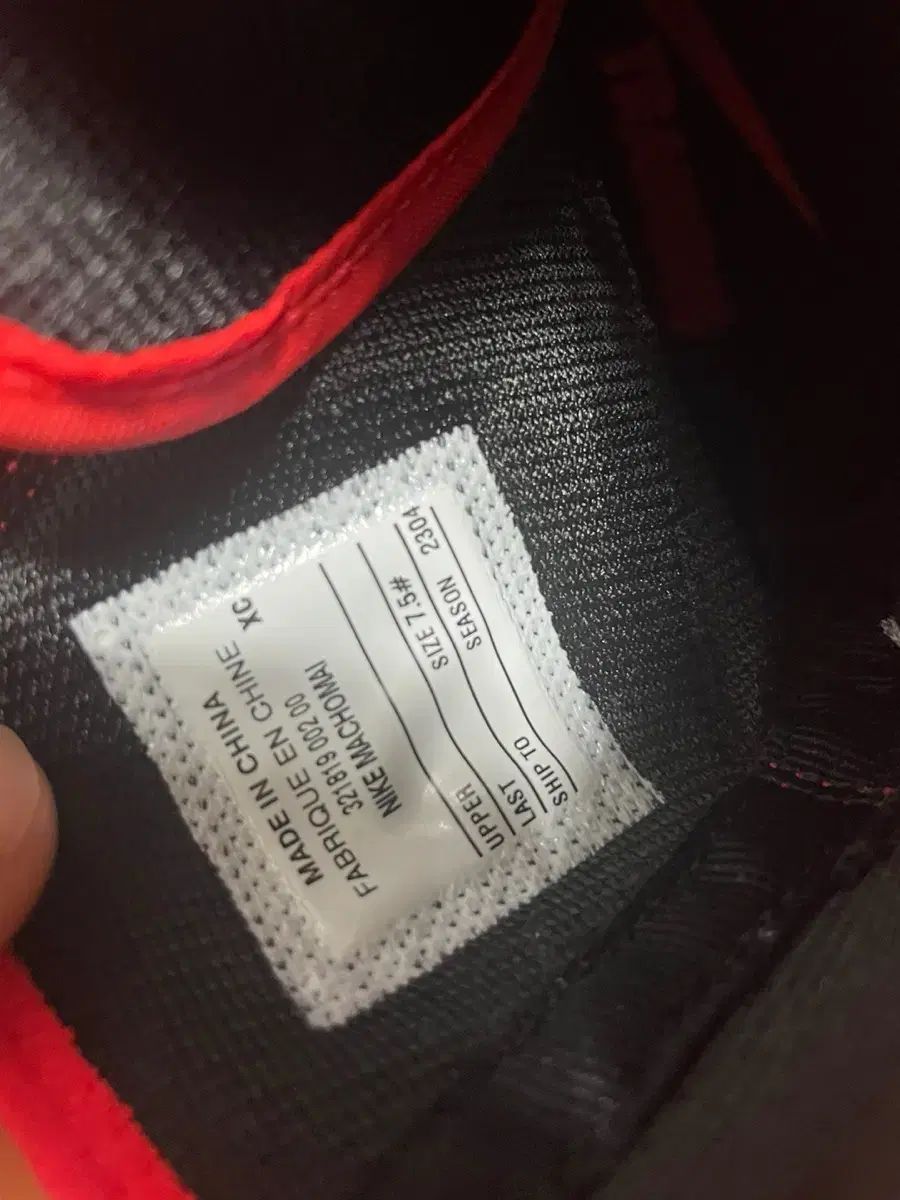 MADE IN CHINA
FABRIQUE EN CHINE XC
321819 002 00
NIKE MACHOMAI
UPPER
LAST SIZE 7.5#
SHIP TO SEASON 2304